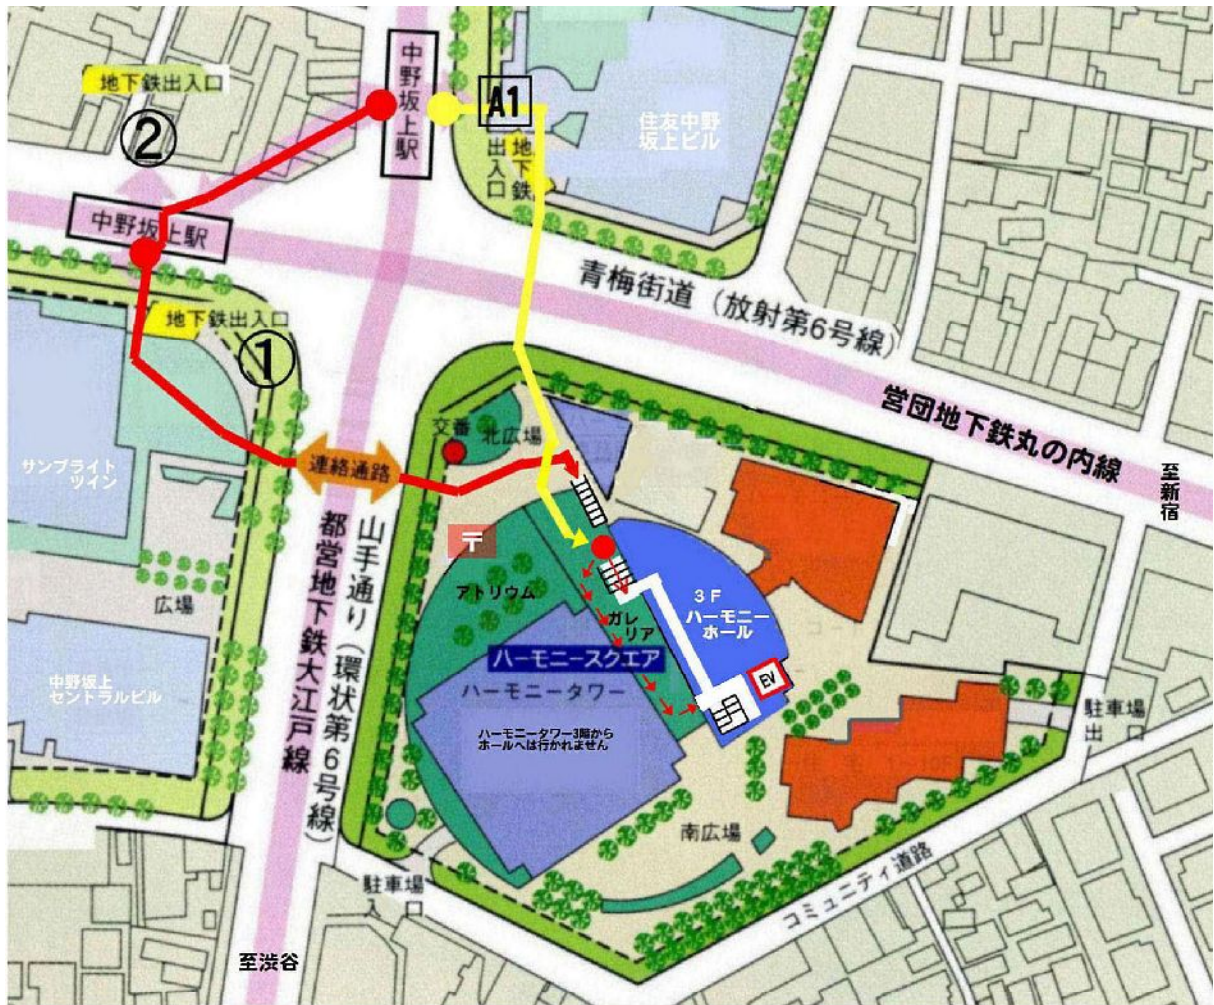 地下鉄出入口
②
中野坂上駅
A1
地下鉄
出入口
住友中野
坂上ビル
中野坂上駅
青梅街道（放射第6号線）
地下鉄出入口
①
営団地下鉄丸の内線
至新宿
サンブライト
ツイン
連絡通路
交番
北広場
山手通り（環状第6号線）
都営地下鉄大江戸線
〒
アトリウム
広場
ガレ
リア
3F
ハーモニー
ホール
コート
ハーモニースクエア
ハーモニータワー
EV
中野坂上
セントラルビル
ハーモニータワー3階から
ホールへは行かれません
駐車場
出口
南広場
コミュニティ道路
駐車場
入口
至渋谷